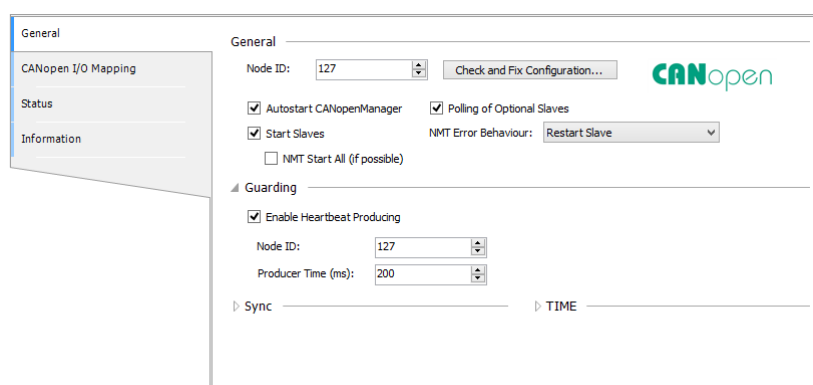 General
CANopen I/O Mapping
Status
Information
General
Node ID: 127 Check and Fix Configuration... CANopen
Autostart CANopenManager Polling of Optional Slaves
Start Slaves NMT Error Behaviour: Restart Slave
NMT Start All (if possible)
Guarding
Enable Heartbeat Producing
Node ID: 127
Producer Time (ms): 200
Sync TIME